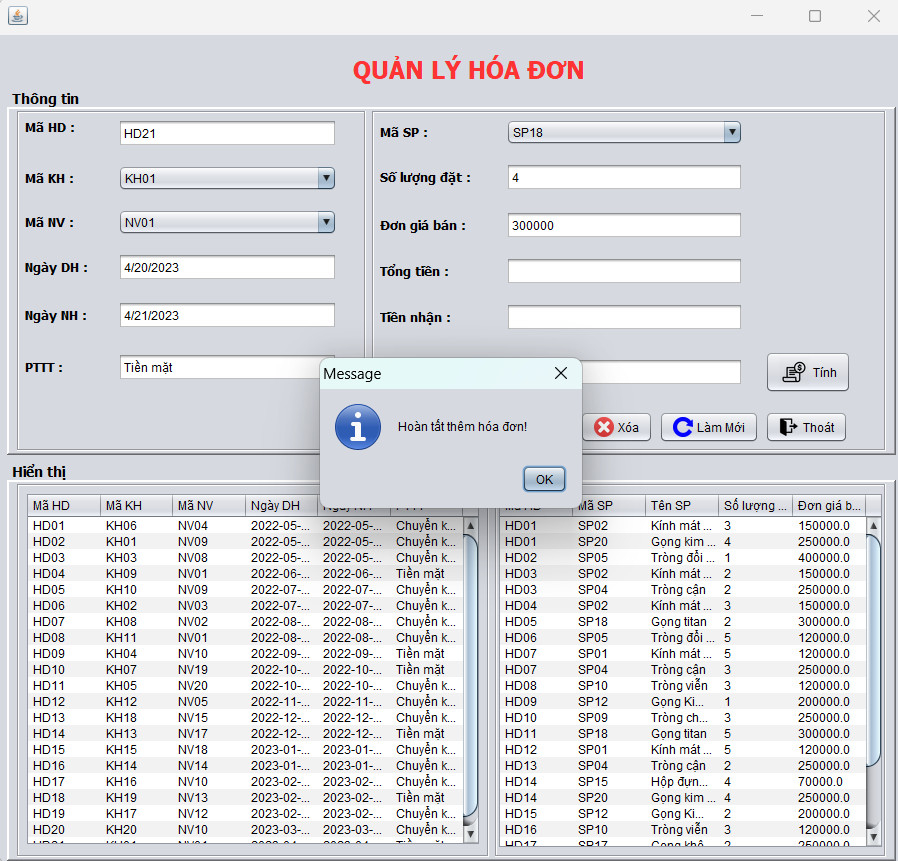 QUẢN LÝ HÓA ĐƠN
Thông tin
Mã HD : HD21
Mã KH : KH01
Mã NV : NV01
Ngày DH : 4/20/2023
Ngày NH : 4/21/2023
PTTT : Tiền mặt
Mã SP : SP18
Số lượng đặt : 4
Đơn giá bán : 300000
Tổng tiền :
Tiền nhận :
Tính
Xóa Làm Mới Thoát
Message
Hoàn tất thêm hóa đơn!
OK
Hiển thị
Mã HD Mã KH Mã NV Ngày DH
HD01 KH06 NV04 2022-05-... 2022-05-... Chuyển k...
HD02 KH01 NV09 2022-05-... 2022-05-... Chuyển k...
HD03 KH03 NV08 2022-05-... 2022-05-... Chuyển k...
HD04 KH09 NV01 2022-06-... 2022-06-... Tiền mặt
HD05 KH10 NV09 2022-07-... 2022-07-... Chuyển k...
HD06 KH02 NV03 2022-07-... 2022-07-... Chuyển k...
HD07 KH08 NV02 2022-08-... 2022-08-... Chuyển k...
HD08 KH11 NV01 2022-08-... 2022-08-... Chuyển k...
HD09 KH04 NV10 2022-09-... 2022-09-... Tiền mặt
HD10 KH07 NV19 2022-10-... 2022-10-... Tiền mặt
HD11 KH05 NV20 2022-10-... 2022-10-... Chuyển k...
HD12 KH12 NV05 2022-11-... 2022-11-... Chuyển k...
HD13 KH18 NV15 2022-12-... 2022-12-... Chuyển k...
HD14 KH13 NV17 2022-12-... 2022-12-... Tiền mặt
HD15 KH15 NV18 2023-01-... 2023-01-... Chuyển k...
HD16 KH14 NV14 2023-01-... 2023-01-... Chuyển k...
HD17 KH16 NV10 2023-02-... 2023-02-... Chuyển k...
HD18 KH19 NV13 2023-02-... 2023-02-... Tiền mặt
HD19 KH17 NV12 2023-02-... 2023-02-... Chuyển k...
HD20 KH20 NV10 2023-03-... 2023-03-... Chuyển k...
Mã SP Tên SP Số lượng ... Đơn giá b...
HD01 SP02 Kính mát ... 3 150000.0
HD01 SP20 Gọng kim ... 4 250000.0
HD02 SP05 Tròng đổi ... 1 400000.0
HD03 SP02 Kính mát ... 2 150000.0
HD03 SP04 Tròng cận 2 250000.0
HD04 SP02 Kính mát ... 3 150000.0
HD05 SP18 Gọng titan 2 300000.0
HD06 SP05 Tròng đổi ... 5 120000.0
HD07 SP01 Kính mát ... 5 120000.0
HD07 SP04 Tròng cận 3 250000.0
HD08 SP10 Tròng viễn 3 120000.0
HD09 SP12 Gọng Ki... 1 200000.0
HD10 SP09 Tròng ch... 3 250000.0
HD11 SP18 Gọng titan 5 300000.0
HD12 SP01 Kính mát ... 5 120000.0
HD13 SP04 Tròng cận 2 250000.0
HD14 SP15 Hộp đựn... 4 70000.0
HD14 SP20 Gọng kim ... 4 250000.0
HD15 SP12 Gọng Ki... 2 200000.0
HD16 SP10 Tròng viễn 3 120000.0